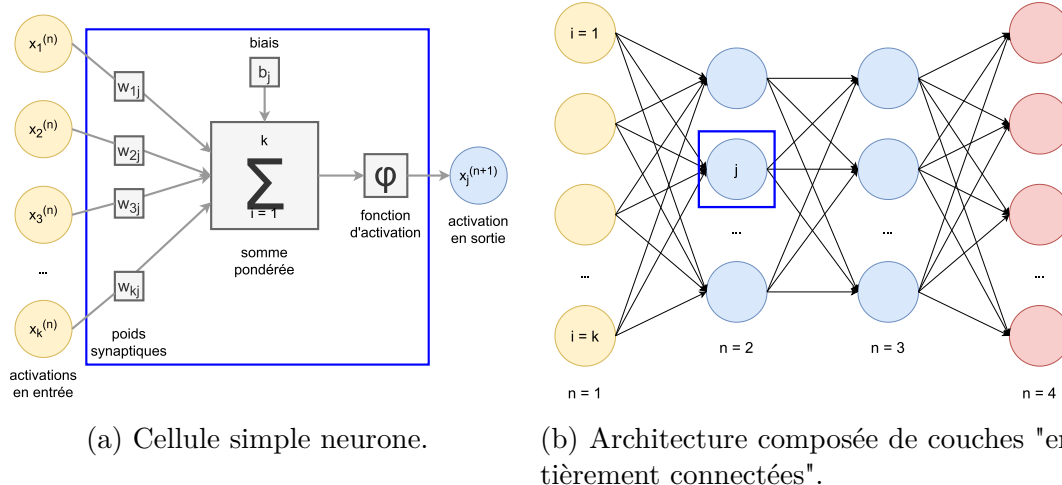 x₁⁽ⁿ⁾
x₂⁽ⁿ⁾
x₃⁽ⁿ⁾
...
xₖ⁽ⁿ⁾
activations
en entrée
w₁ⱼ
w₂ⱼ
w₃ⱼ
wₖⱼ
poids
synaptiques
biais
bⱼ
k
∑
i = 1
somme
pondérée
φ
fonction
d'activation
xⱼ⁽ⁿ⁺¹⁾
activation
en sortie
(a) Cellule simple neurone.
i = 1
...
i = k
n = 1
j
...
n = 2
...
n = 3
...
n = 4
(b) Architecture composée de couches "en
tièrement connectées".